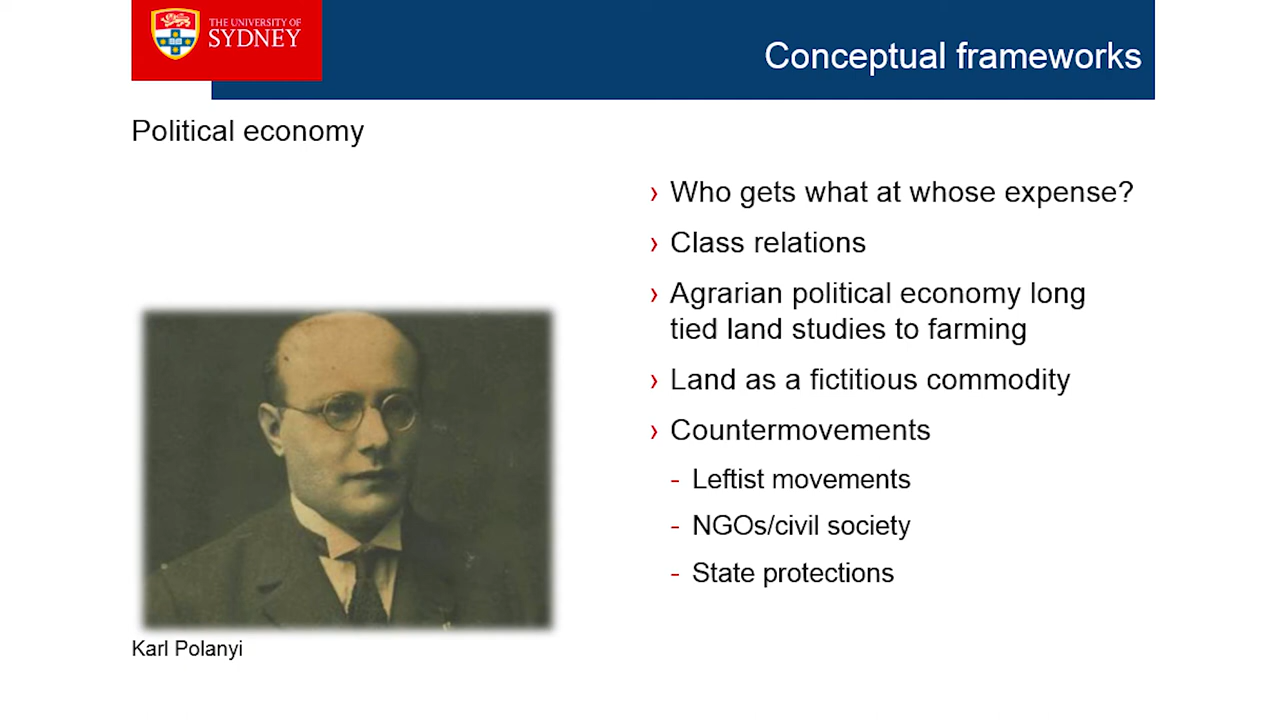 THE UNIVERSITY OF
SYDNEY
Conceptual frameworks
Political economy
› Who gets what at whose expense?
› Class relations
› Agrarian political economy long
tied land studies to farming
› Land as a fictitious commodity
› Countermovements
- Leftist movements
- NGOs/civil society
- State protections
Karl Polanyi